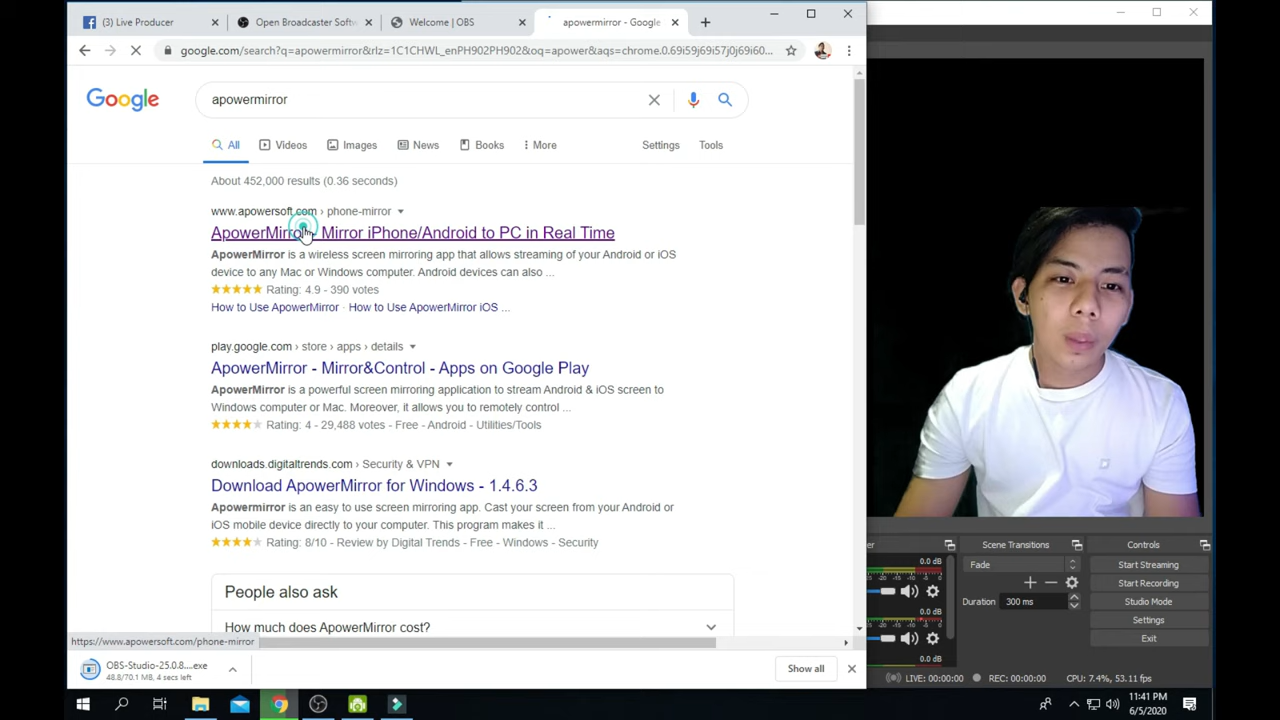 (3) Live Producer
Open Broadcaster Softw
Welcome | OBS
apowermirror - Google
google.com/search?q=apowermirror&rlz=1C1CHWL_enPH902PH902&oq=apower&aqs=chrome.0.69i59j69i57j0j69i60...
Google
apowermirror
All
Videos
Images
News
Books
More
Settings
Tools
About 452,000 results (0.36 seconds)
www.apowersoft.com › phone-mirror
ApowerMirror - Mirror iPhone/Android to PC in Real Time
ApowerMirror is a wireless screen mirroring app that allows streaming of your Android or iOS
device to any Mac or Windows computer. Android devices can also ...
Rating: 4.9 - 390 votes
How to Use ApowerMirror · How to Use ApowerMirror iOS ...
play.google.com › store › apps › details
ApowerMirror - Mirror&Control - Apps on Google Play
ApowerMirror is a powerful screen mirroring application to stream Android & iOS screen to
Windows computer or Mac. Moreover, it allows you to remotely control ...
Rating: 4 - 29,488 votes - Free - Android - Utilities/Tools
downloads.digitaltrends.com › Security & VPN
Download ApowerMirror for Windows - 1.4.6.3
Apowermirror is an easy to use screen mirroring app. Cast your screen from your Android or
iOS mobile device directly to your computer. This program makes it ...
Rating: 8/10 - Review by Digital Trends - Free - Windows - Security
People also ask
How much does ApowerMirror cost?
https://www.apowersoft.com/phone-mirror
OBS-Studio-25.0.8....exe
48.8/70.1 MB, 4 secs left
Show all
er
Scene Transitions
Controls
0.0 dB
-25 -20 -15 -10 -5 0
0.0 dB
-25 -20 -15 -10 -5 0
0.0 dB
Fade
Duration
300 ms
Start Streaming
Start Recording
Studio Mode
Settings
Exit
LIVE: 00:00:00
REC: 00:00:00
CPU: 7.4%, 53.11 fps
11:41 PM
6/5/2020